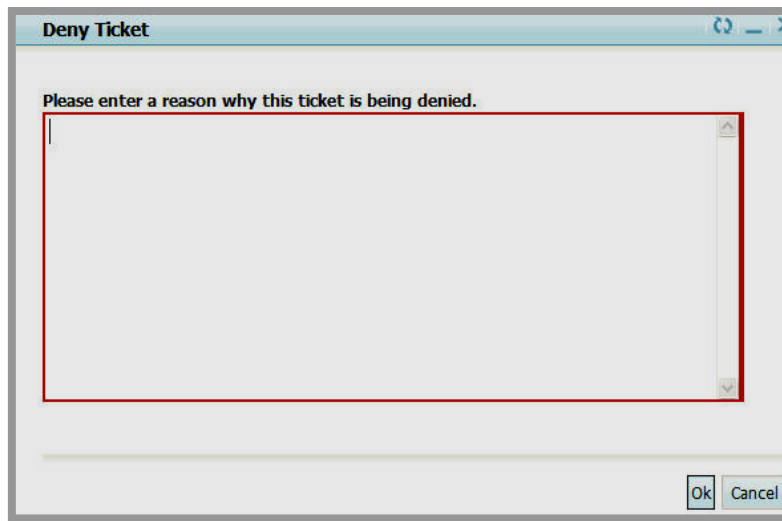 Deny Ticket
Please enter a reason why this ticket is being denied.
Ok Cancel